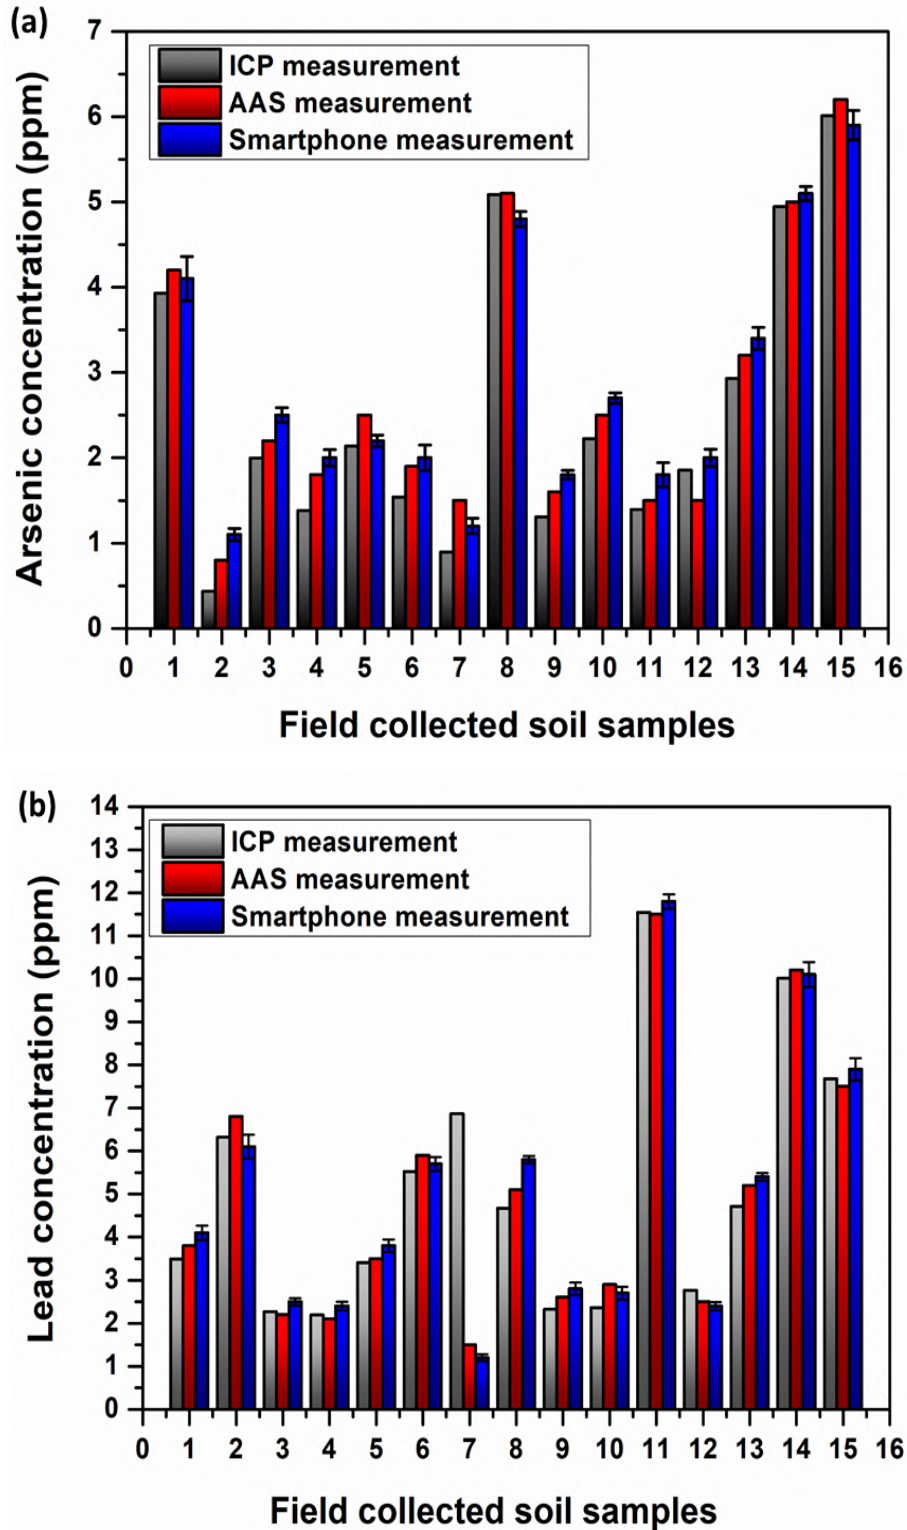 (a)
7
6
5
4
3
2
1
0
Arsenic concentration (ppm)
ICP measurement
AAS measurement
Smartphone measurement
0 1 2 3 4 5 6 7 8 9 10 11 12 13 14 15 16
Field collected soil samples
(b)
14
13
12
11
10
9
8
7
6
5
4
3
2
1
0
Lead concentration (ppm)
ICP measurement
AAS measurement
Smartphone measurement
0 1 2 3 4 5 6 7 8 9 10 11 12 13 14 15 16
Field collected soil samples